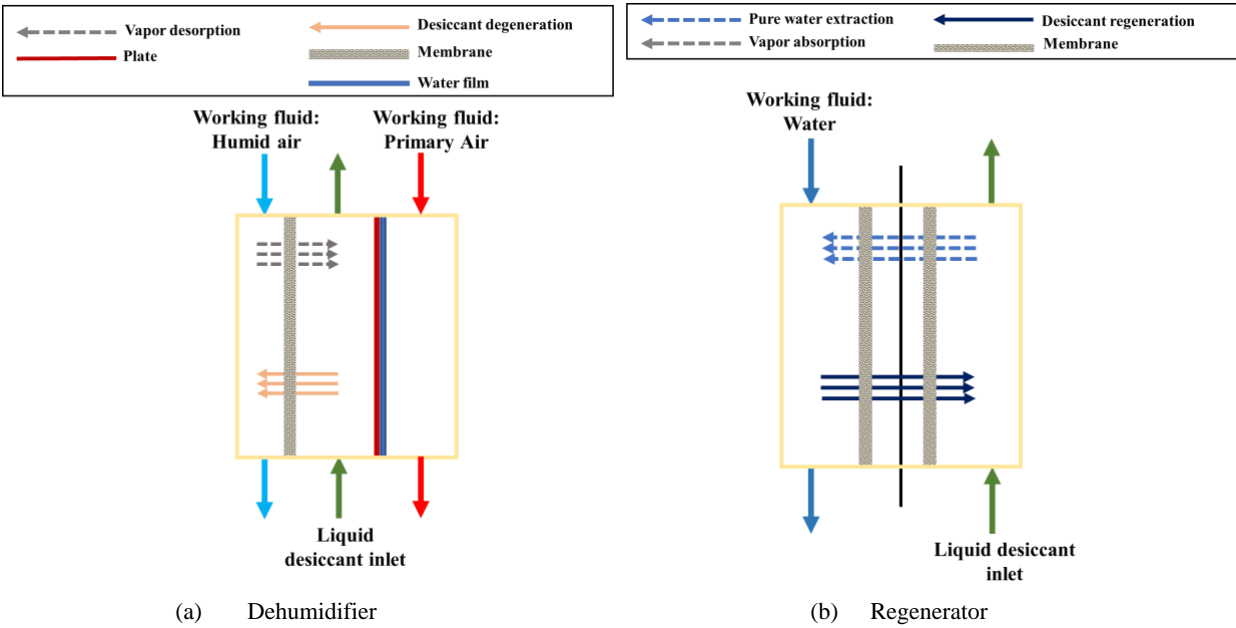 Vapor desorption
Desiccant degeneration
Plate
Membrane
Water film
Pure water extraction
Desiccant regeneration
Vapor absorption
Membrane
Working fluid:
Humid air
Working fluid:
Primary Air
Liquid
desiccant inlet
(a) Dehumidifier
Working fluid:
Water
Liquid desiccant
inlet
(b) Regenerator